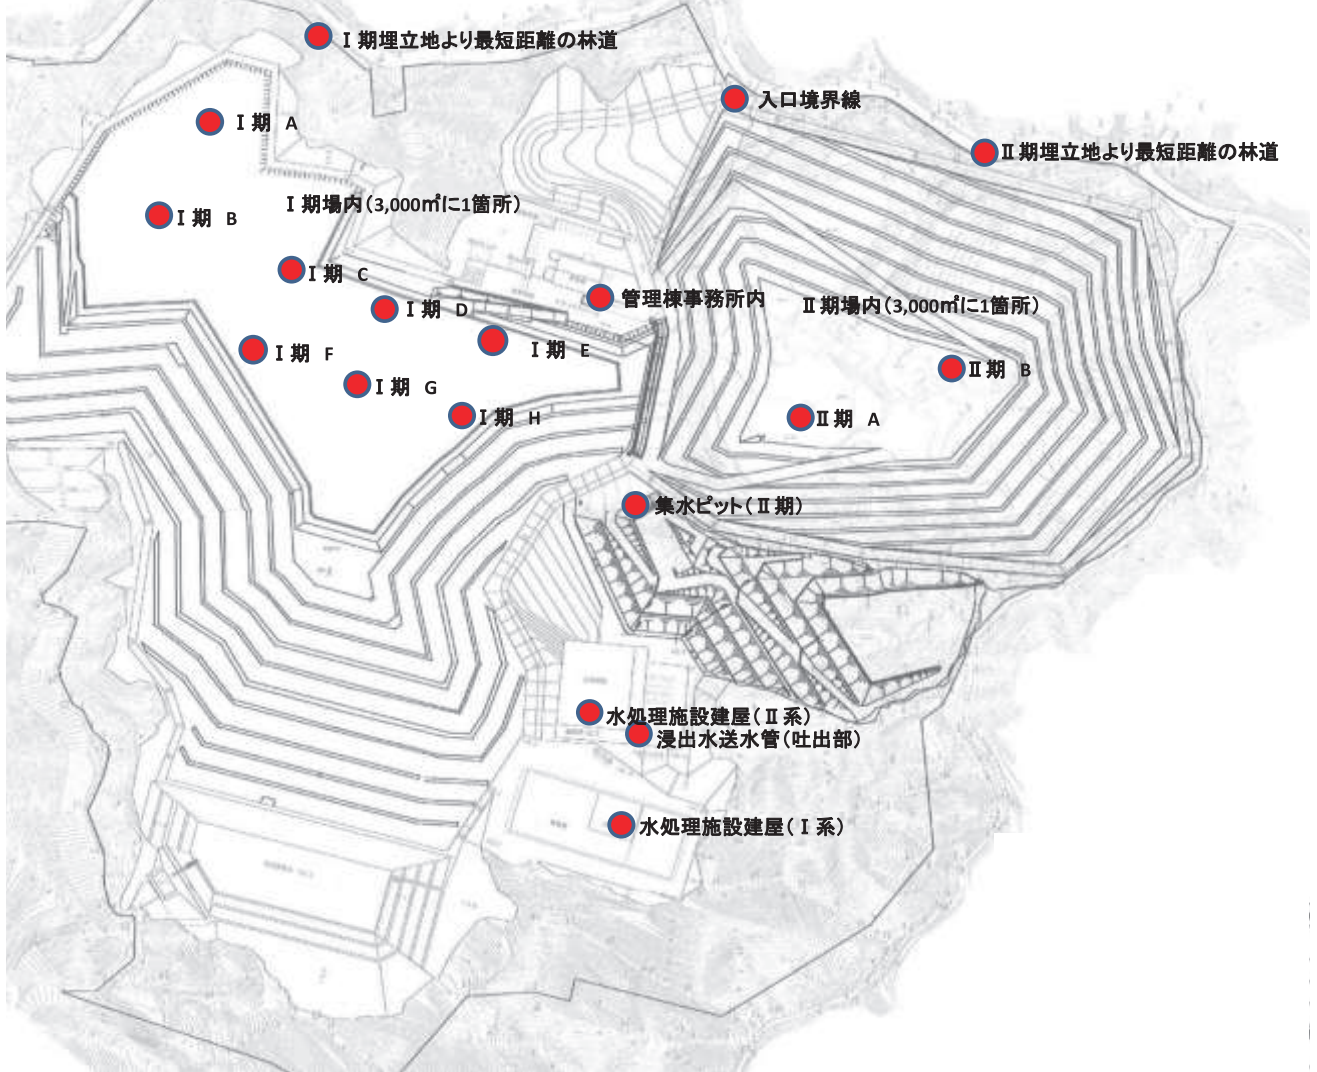 Ⅰ期埋立地より最短距離の林道
入口境界線
Ⅰ期 A
Ⅱ期埋立地より最短距離の林道
Ⅰ期場内(3,000㎡に1箇所)
Ⅰ期 B
Ⅰ期 C
管理棟事務所内
Ⅱ期場内(3,000㎡に1箇所)
Ⅰ期 D
Ⅰ期 E
Ⅰ期 F
Ⅱ期 B
Ⅰ期 G
Ⅰ期 H
Ⅱ期 A
集水ピット(Ⅱ期)
水処理施設建屋(Ⅱ系)
浸出水送水管(吐出部)
水処理施設建屋(Ⅰ系)